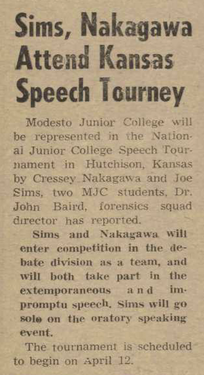 Sims, Nakagawa
Attend Kansas
Speech Tourney
Modesto Junior College will
be represented in the Nation-
al Junior College Speech Tour-
nament in Hutchison, Kansas
by Cressey Nakagawa and Joe
Sims, two MJC students, Dr.
John Baird, forensics squad
director has reported.
Sims and Nakagawa will
enter competition in the de-
bate division as a team, and
will both take part in the
extemporaneous and im-
promptu speech. Sims will go
solo on the oratory speaking
event.
The tournament is scheduled
to begin on April 12.